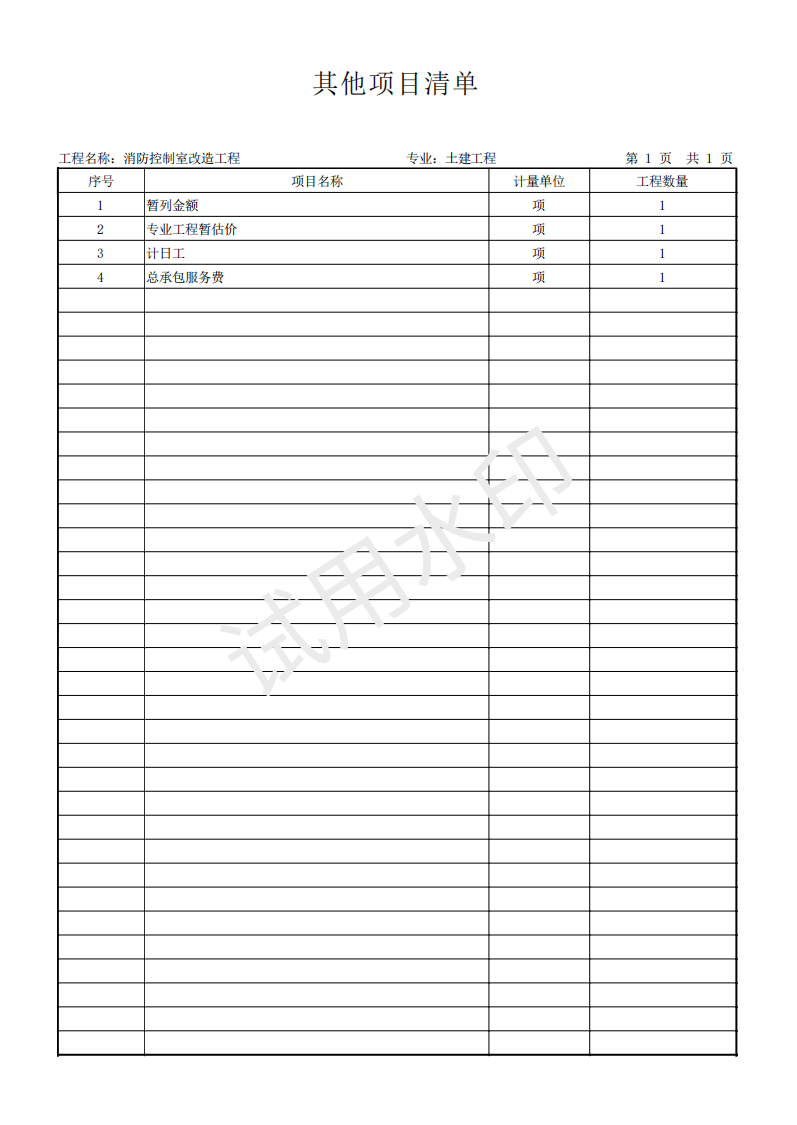 其他项目清单
工程名称：消防控制室改造工程 专业：土建工程 第 1 页 共 1 页
序号 项目名称 计量单位 工程数量
1 暂列金额 项 1
2 专业工程暂估价 项 1
3 计日工 项 1
4 总承包服务费 项 1
试用水印